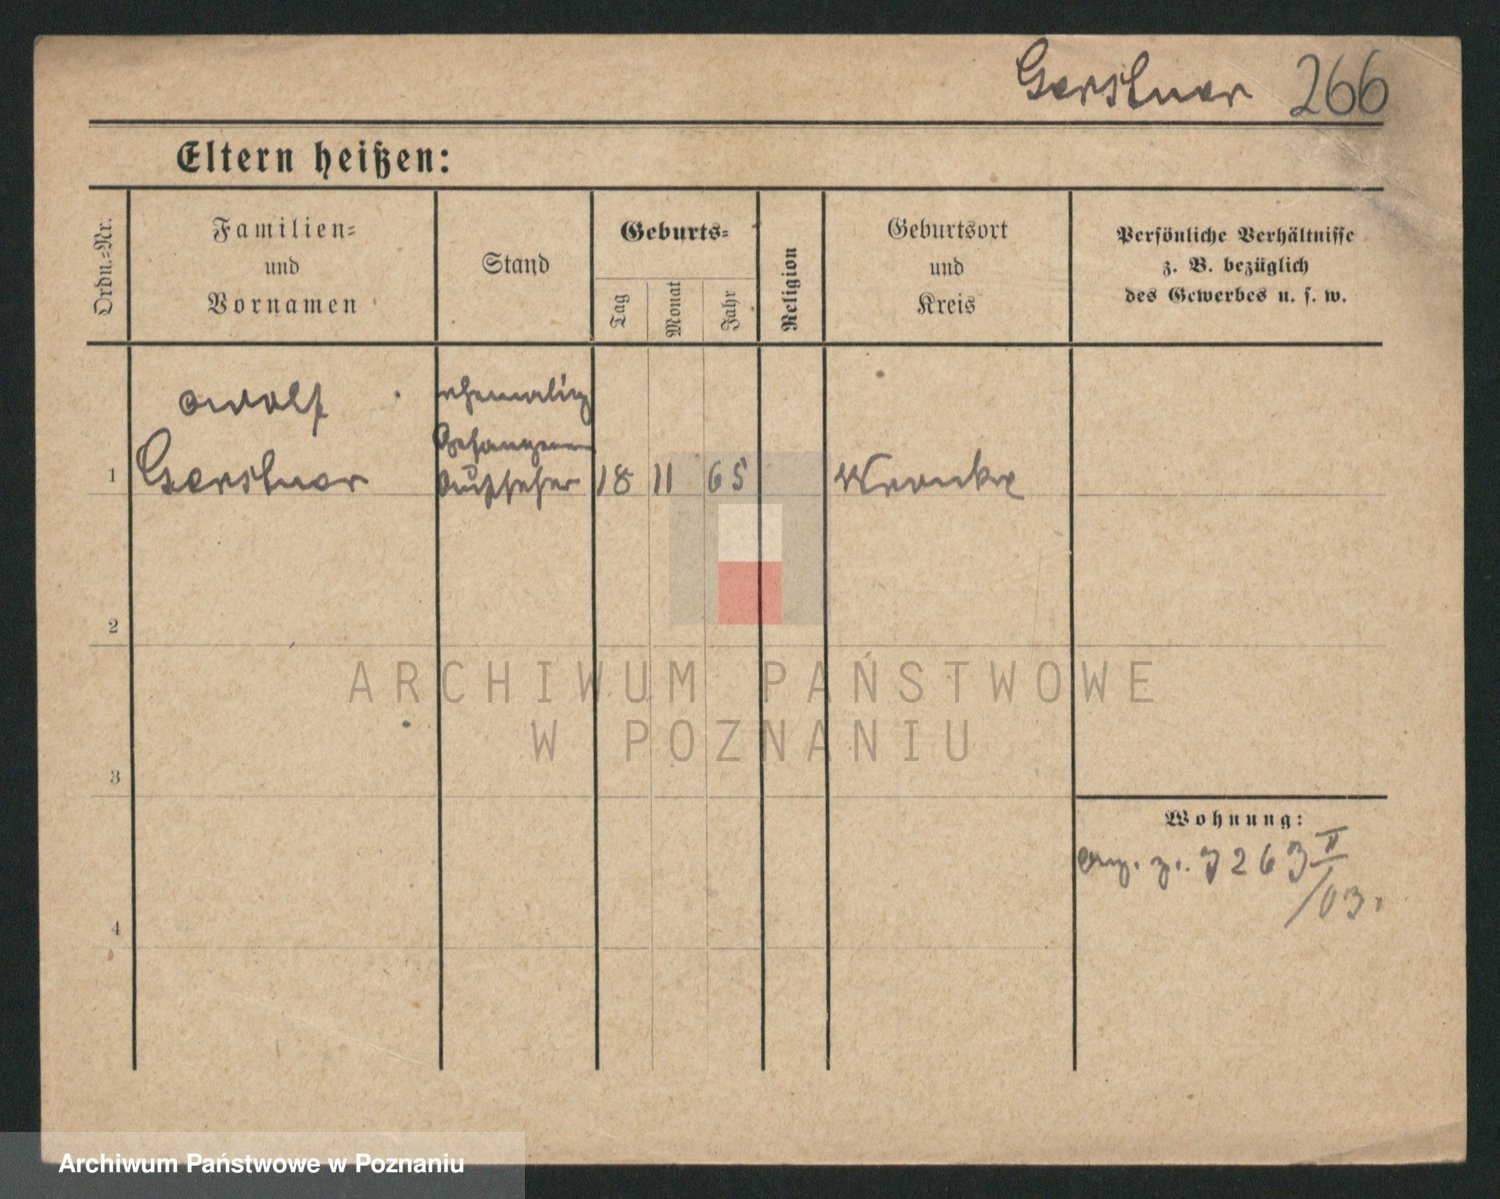 Gerstner 266
Eltern heißen:
Ordn.-Nr.
Familien-
und
Vornamen
Stand
Geburts-
Tag
Monat
Jahr
Religion
Geburtsort
und
Kreis
Persönliche Verhältnisse
z. B. bezüglich
des Gewerbes u. s. w.
Adolf
ehemalig
Gefangenen
1 Gerstner Aufseher 18 11 65 Wronke
2
3
4
Wohnung:
z. J 263 II
/03.
ARCHIWUM PAŃSTWOWE
W POZNANIU
Archiwum Państwowe w Poznaniu